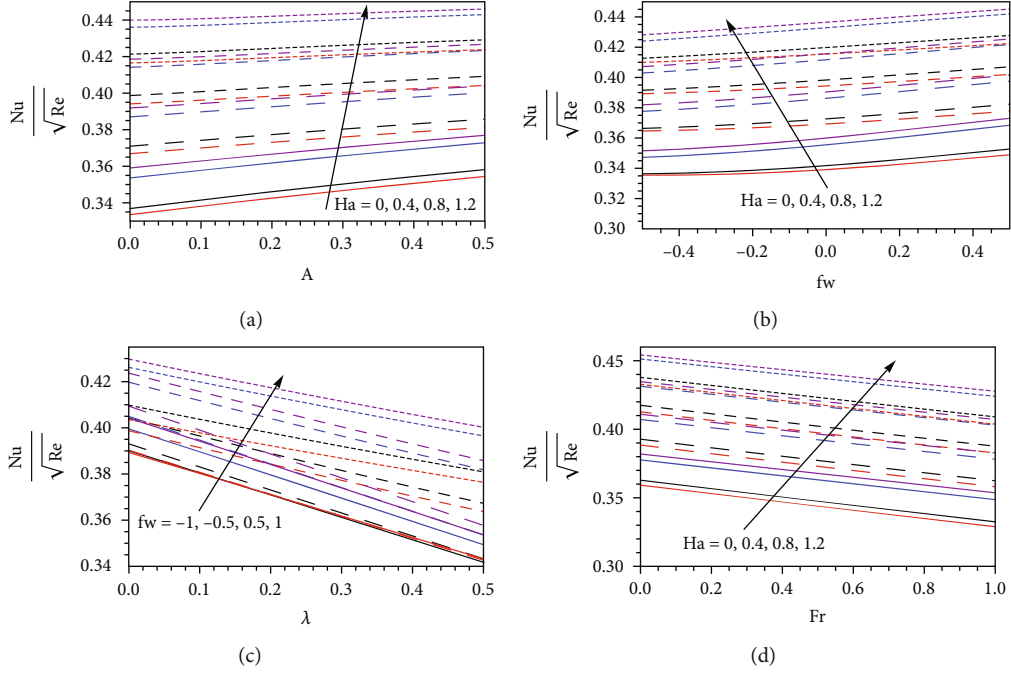 0.44
0.42
0.40
0.38
0.36
0.34
Nu
√Re
Ha = 0, 0.4, 0.8, 1.2
0.0 0.1 0.2 0.3 0.4 0.5
A
(a)
0.44
0.42
0.40
0.38
0.36
0.34
0.30
Nu
√Re
Ha = 0, 0.4, 0.8, 1.2
−0.4 −0.2 0.0 0.2 0.4
fw
(b)
0.42
0.40
0.38
0.36
0.34
Nu
√Re
fw = −1, −0.5, 0.5, 1
0.0 0.1 0.2 0.3 0.4 0.5
λ
(c)
0.45
0.40
0.35
0.30
Nu
√Re
Ha = 0, 0.4, 0.8, 1.2
0.0 0.2 0.4 0.6 0.8 1.0
Fr
(d)